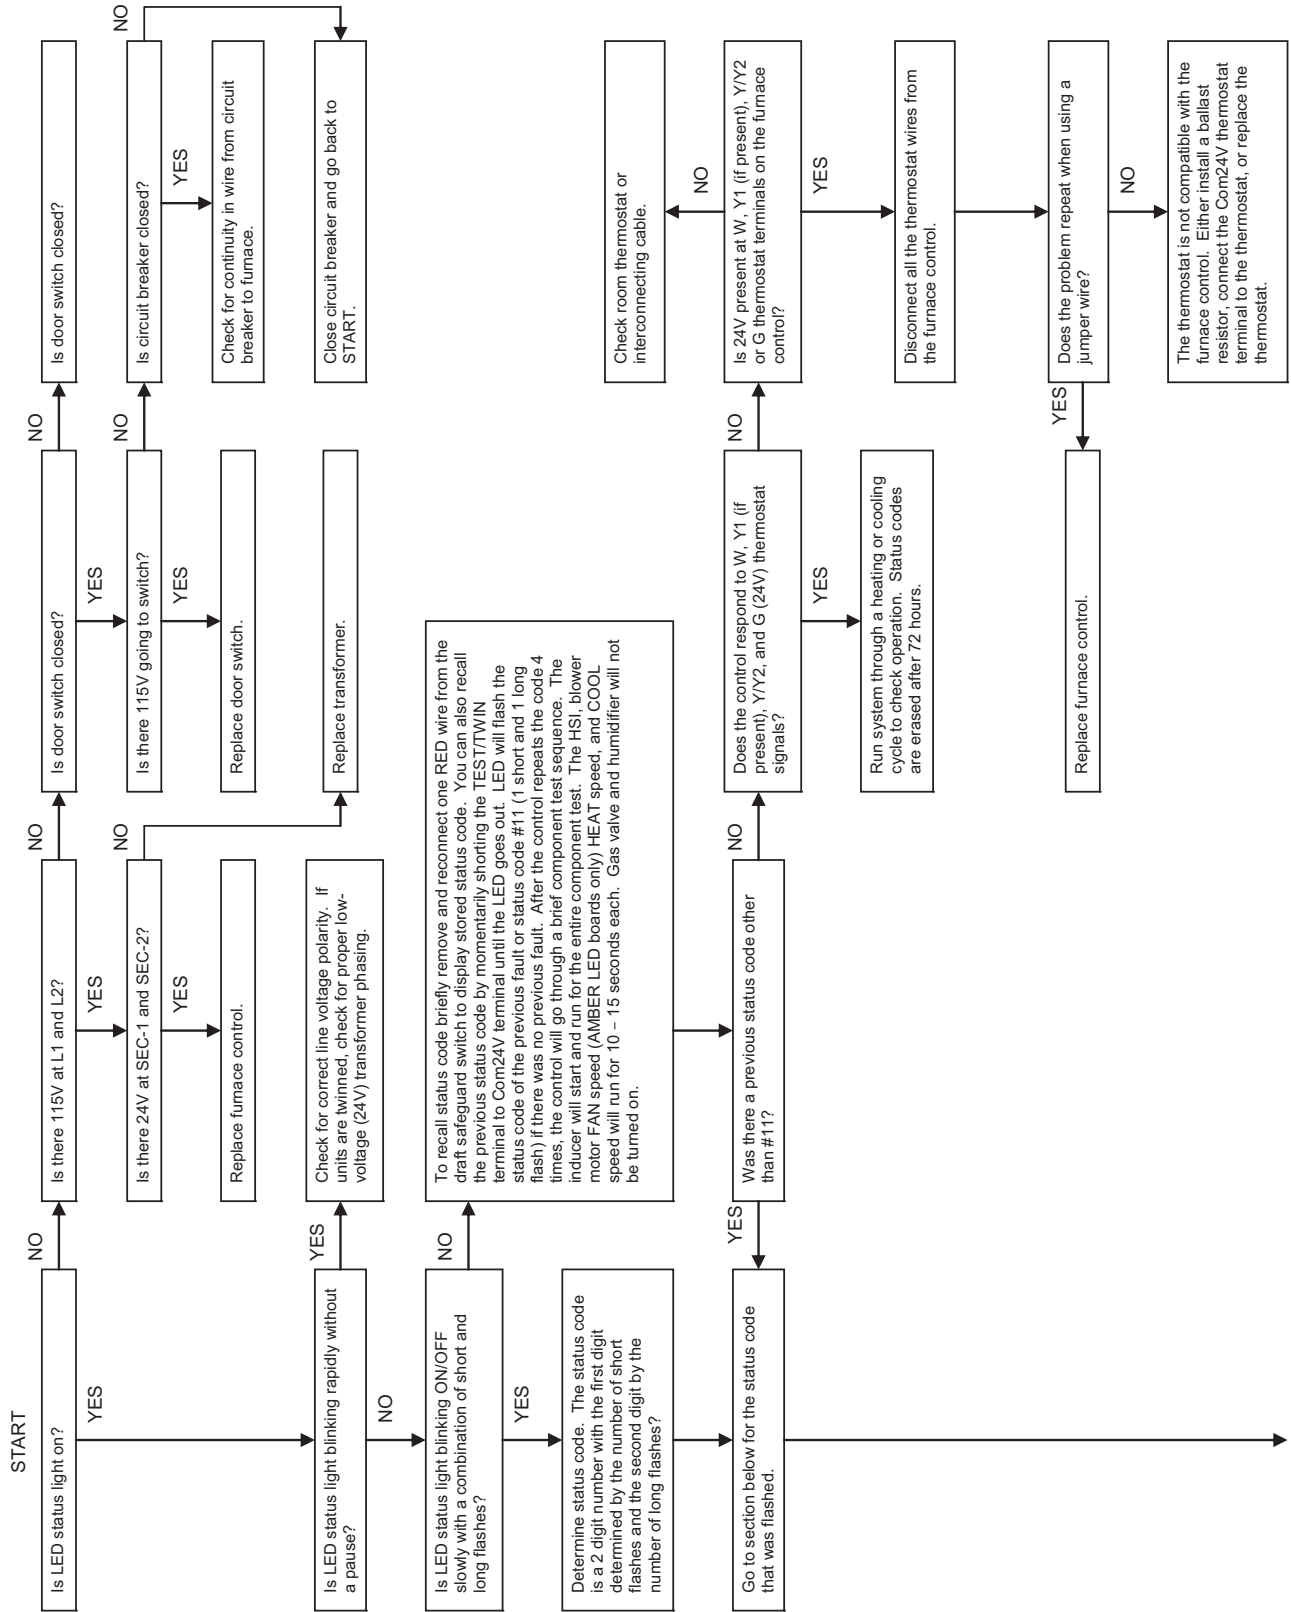 START
Is LED status light on?
NO
YES
Is there 115V at L1 and L2?
NO
YES
Is door switch closed?
NO
YES
Is door switch closed?
Is there 24V at SEC-1 and SEC-2?
NO
YES
Is there 115V going to switch?
NO
YES
Is circuit breaker closed?
NO
YES
Replace furnace control.
Replace door switch.
Check for continuity in wire from circuit
breaker to furnace.
Is LED status light blinking rapidly without
a pause?
YES
NO
Check for correct line voltage polarity. If
units are twinned, check for proper low-
voltage (24V) transformer phasing.
Replace transformer.
Close circuit breaker and go back to
START.
Is LED status light blinking ON/OFF
slowly with a combination of short and
long flashes?
NO
YES
To recall status code briefly remove and reconnect one RED wire from the
draft safeguard switch to display stored status code. You can also recall
the previous status code by momentarily shorting the TEST/TWIN
terminal to Com24V terminal until the LED goes out. LED will flash the
status code of the previous fault or status code #11 (1 short and 1 long
flash) if there was no previous fault. After the control repeats the code 4
times, the control will go through a brief component test sequence. The
inducer will start and run for the entire component test. The HSI, blower
motor FAN speed (AMBER LED boards only) HEAT speed, and COOL
speed will run for 10 – 15 seconds each. Gas valve and humidifier will not
be turned on.
Determine status code. The status code
is a 2 digit number with the first digit
determined by the number of short
flashes and the second digit by the
number of long flashes?
Check room thermostat or
interconnecting cable.
Go to section below for the status code
that was flashed.
YES
Was there a previous status code other
than #11?
NO
Does the control respond to W, Y1 (if
present), Y/Y2, and G (24V) thermostat
signals?
NO
YES
Is 24V present at W, Y1 (if present), Y/Y2
or G thermostat terminals on the furnace
control?
NO
YES
Run system through a heating or cooling
cycle to check operation. Status codes
are erased after 72 hours.
Disconnect all the thermostat wires from
the furnace control.
Replace furnace control.
YES
Does the problem repeat when using a
jumper wire?
NO
The thermostat is not compatible with the
furnace control. Either install a ballast
resistor, connect the Com24V thermostat
terminal to the thermostat, or replace the
thermostat.